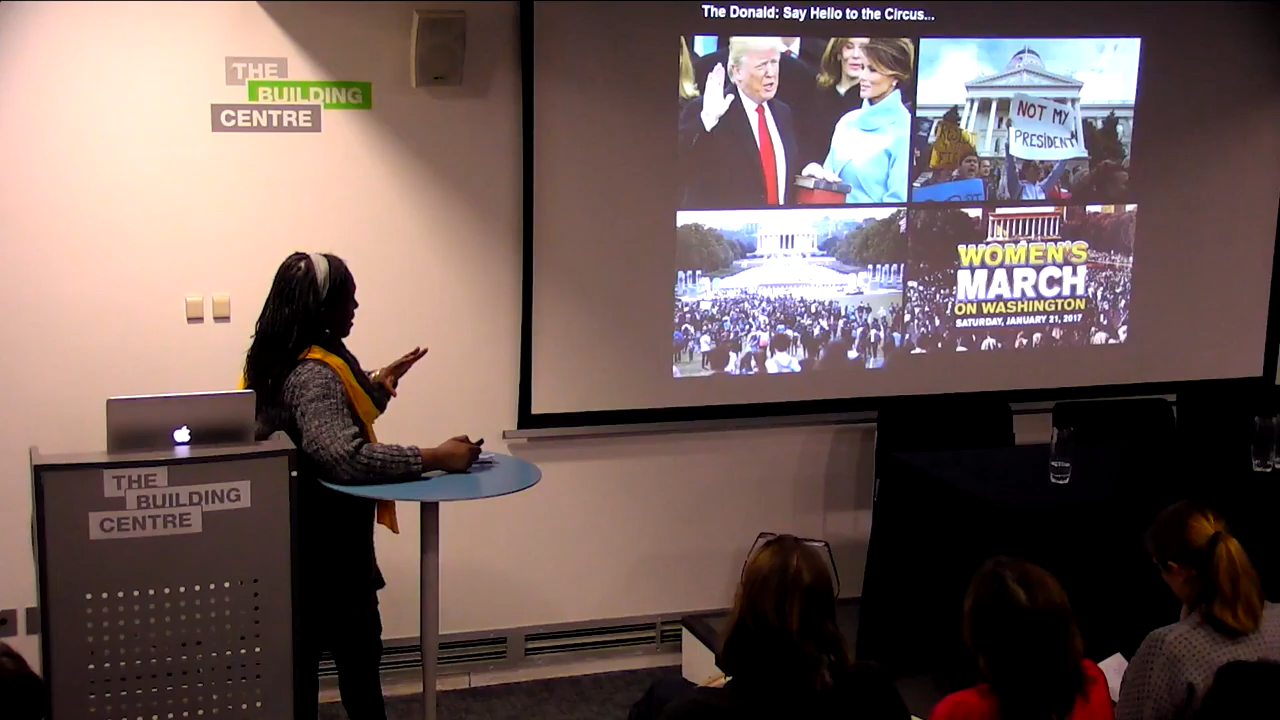 The Donald: Say Hello to the Circus...
THE
BUILDING
CENTRE
NOT MY
PRESIDENT
WOMEN'S
MARCH
ON WASHINGTON
SATURDAY, JANUARY 21, 2017
THE
BUILDING
CENTRE